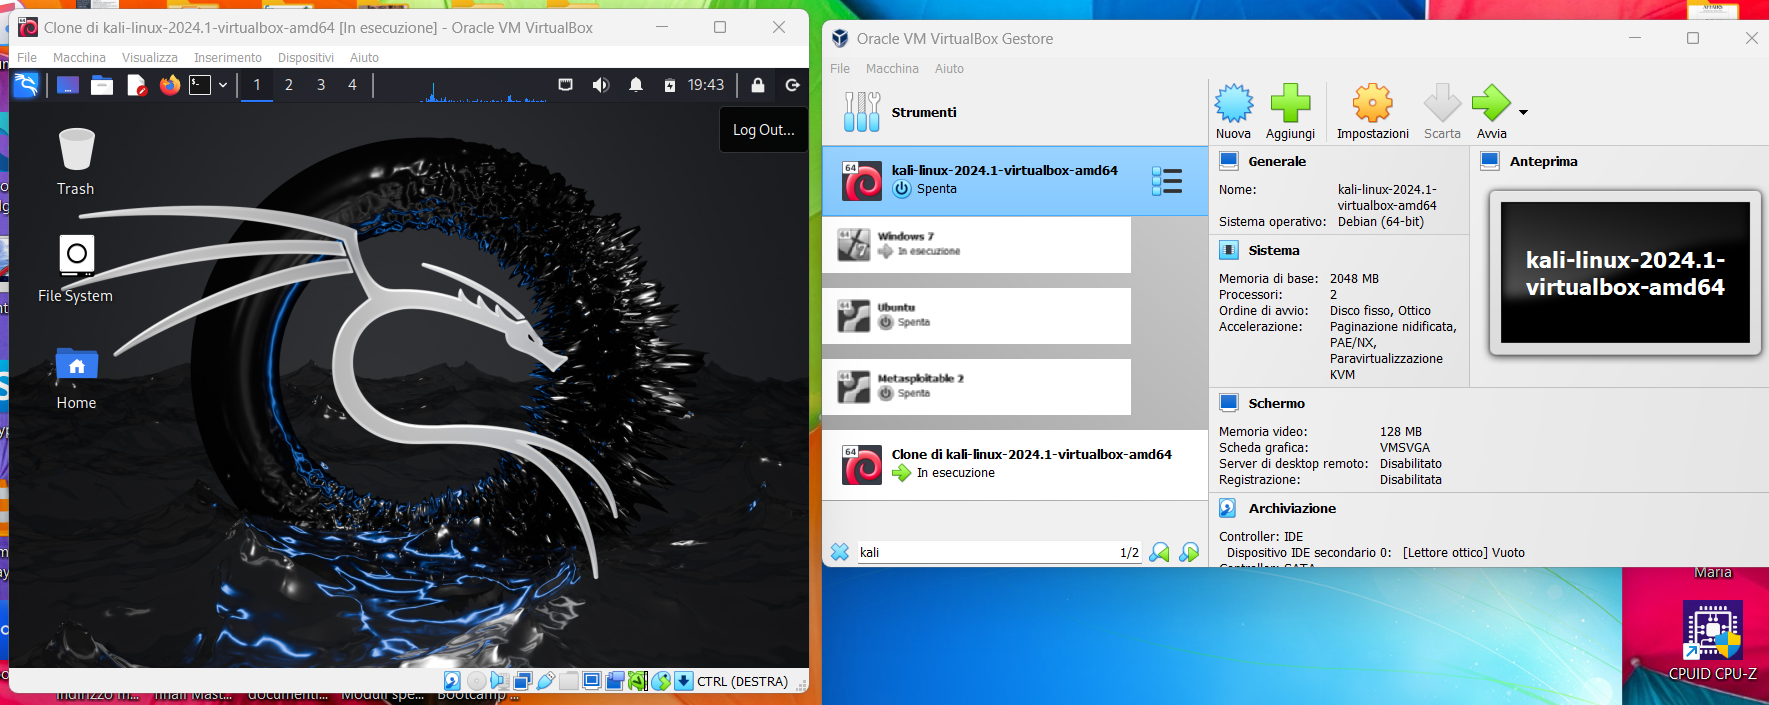 Clone di kali-linux-2024.1-virtualbox-amd64 [In esecuzione] - Oracle VM VirtualBox
File Macchina Visualizza Inserimento Dispositivi Aiuto
1 2 3 4 19:43
Log Out...
Trash
File System
Home
CTRL (DESTRA)
Oracle VM VirtualBox Gestore
File Macchina Aiuto
Strumenti
Nuova Aggiungi Impostazioni Scarta Avvia
64
kali-linux-2024.1-virtualbox-amd64
Spenta
64
Windows 7
In esecuzione
64
Ubuntu
Spenta
64
Metasploitable 2
Spenta
64
Clone di kali-linux-2024.1-virtualbox-amd64
In esecuzione
kali 1/2
Generale
Nome: kali-linux-2024.1-
virtualbox-amd64
Sistema operativo: Debian (64-bit)
Anteprima
kali-linux-2024.1-
virtualbox-amd64
Sistema
Memoria di base: 2048 MB
Processori: 2
Ordine di avvio: Disco fisso, Ottico
Accelerazione: Paginazione nidificata,
PAE/NX,
Paravirtualizzazione
KVM
Schermo
Memoria video: 128 MB
Scheda grafica: VMSVGA
Server di desktop remoto: Disabilitato
Registrazione: Disabilitata
Archiviazione
Controller: IDE
Dispositivo IDE secondario 0: [Lettore ottico] Vuoto
Controller: SATA
Maria
CPUID CPU-Z